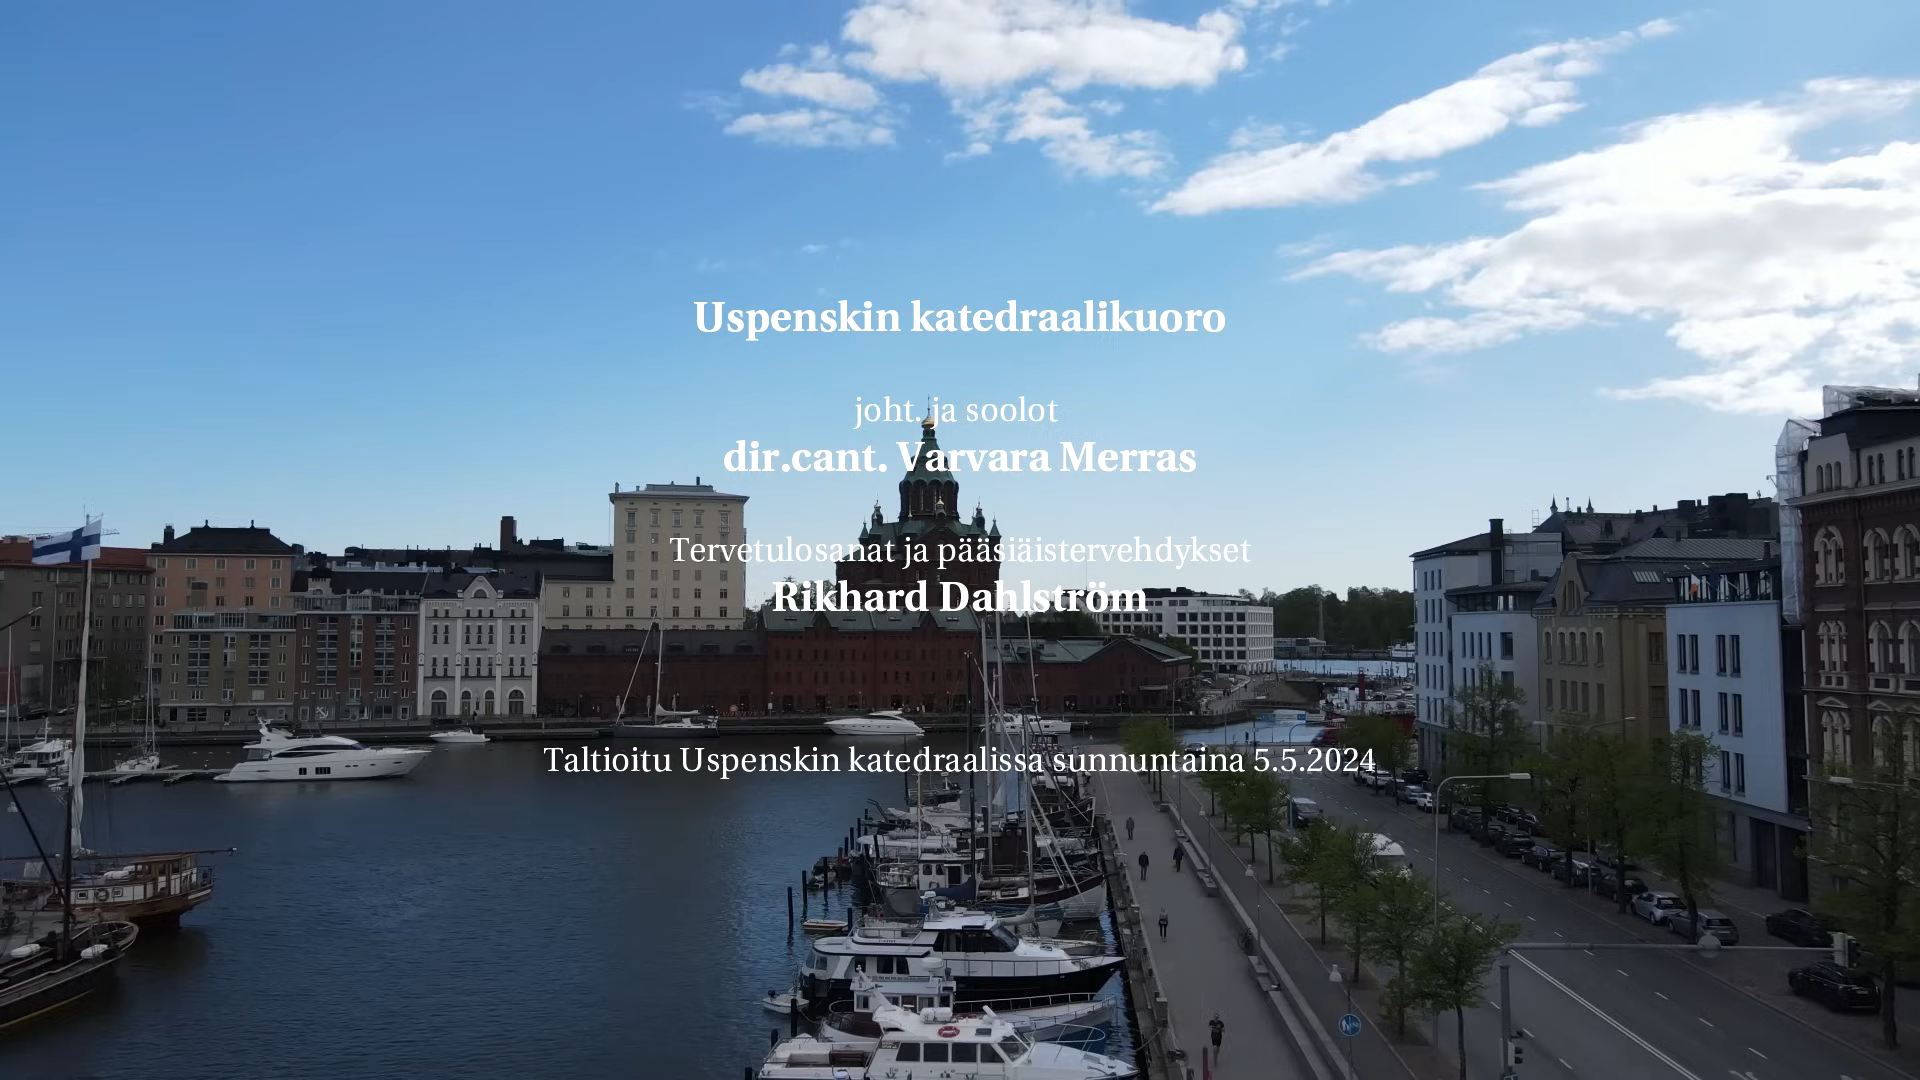 Uspenskin katedraalikuoro
joht. ja soolot
dir.cant. Varvara Merras
Tervetulosanat ja pääsiäistervehdykset
Rikhard Dahlström
Taltioitu Uspenskin katedraalissa sunnuntaina 5.5.2024